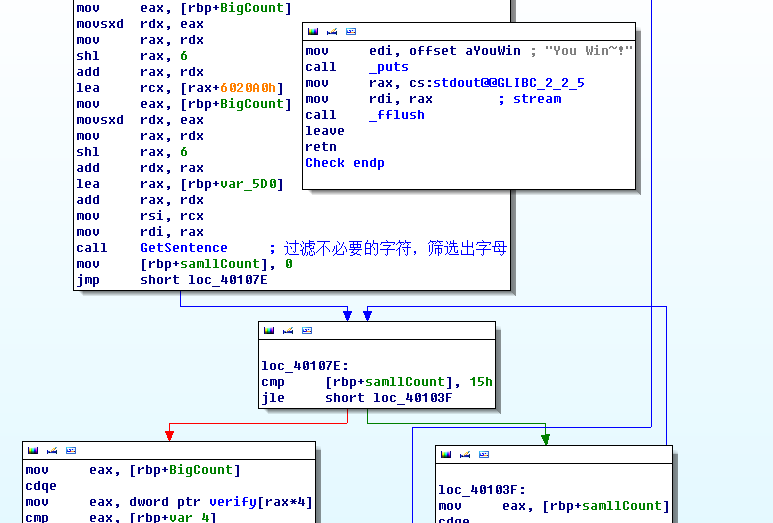 mov     eax, [rbp+BigCount]
movsxd  rdx, eax
mov     rax, rdx
shl     rax, 6
add     rax, rdx
lea     rcx, [rax+6020A0h]
mov     eax, [rbp+BigCount]
movsxd  rdx, eax
mov     rax, rdx
shl     rax, 6
add     rdx, rax
lea     rax, [rbp+var_5D0]
add     rax, rdx
mov     rsi, rcx
mov     rdi, rax
call    GetSentence     ; 过滤不必要的字符，筛选出字母
mov     [rbp+samllCount], 0
jmp     short loc_40107E
mov     edi, offset aYouWin ; "You Win~!"
call    _puts
mov     rax, cs:stdout@@GLIBC_2_2_5
mov     rdi, rax        ; stream
call    _fflush
leave
retn
Check endp
loc_40107E:
cmp     [rbp+samllCount], 15h
jle     short loc_40103F
mov     eax, [rbp+BigCount]
cdqe
mov     eax, dword ptr verify[rax*4]
cmp     eax, [rbp+var_4]
loc_40103F:
mov     eax, [rbp+samllCount]
cdqe